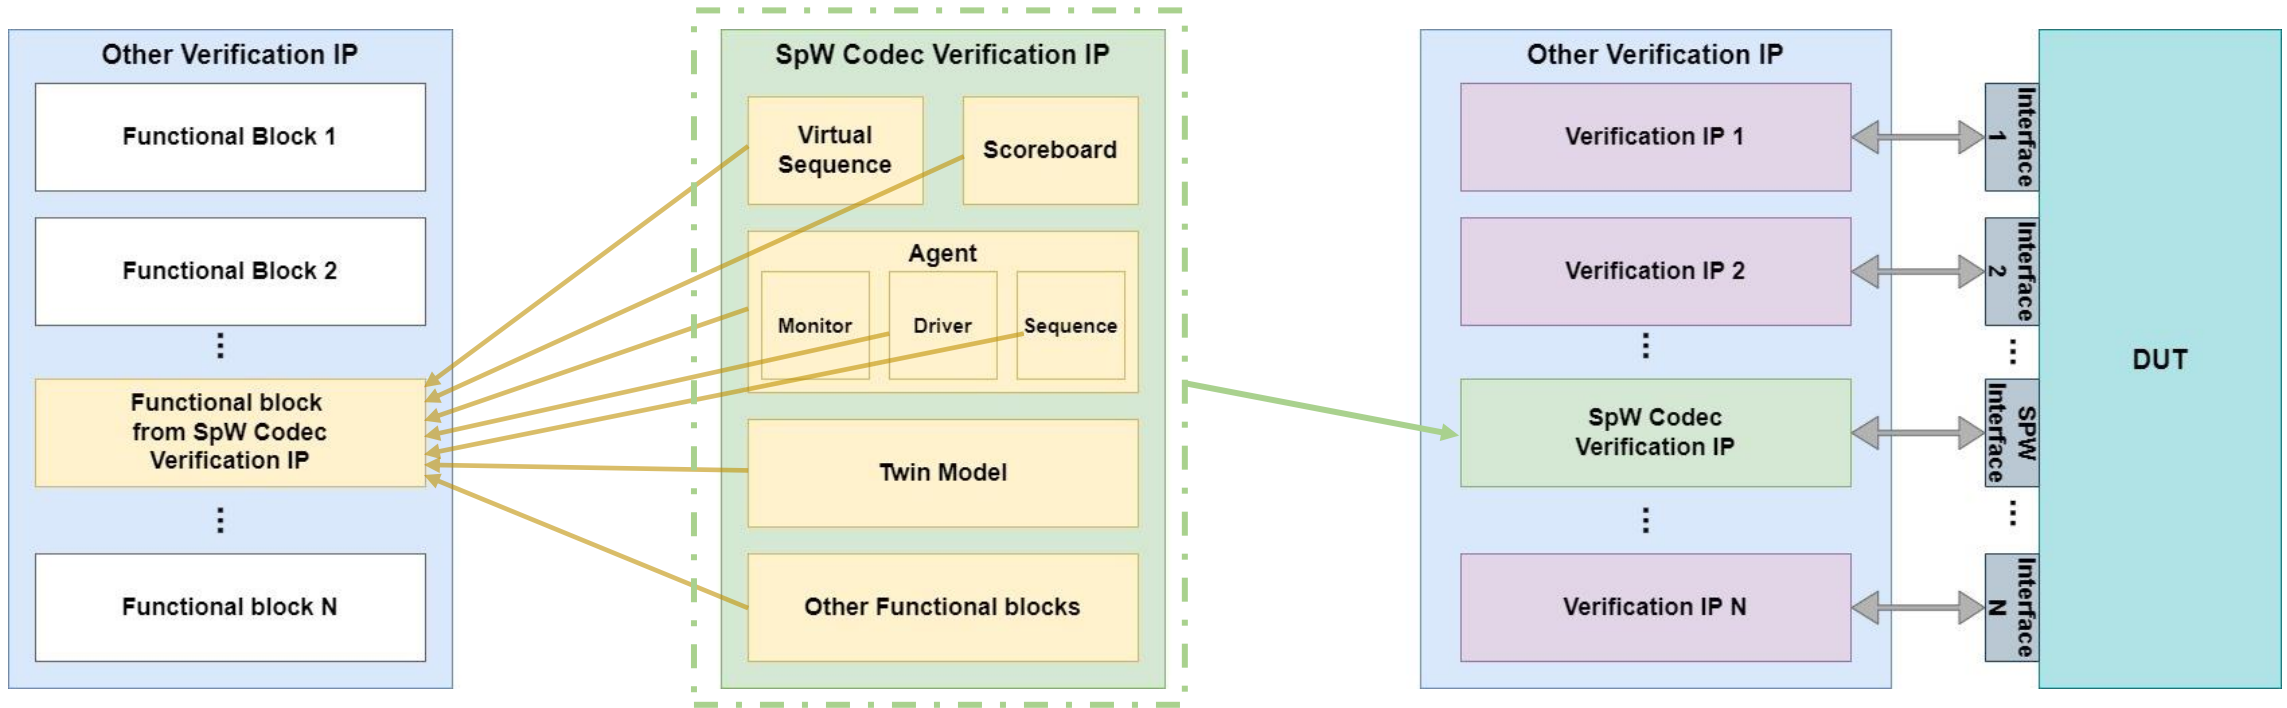 Other Verification IP
Functional Block 1
Functional Block 2
...
Functional block
from SpW Codec
Verification IP
...
Functional block N
SpW Codec Verification IP
Virtual
Sequence
Scoreboard
Agent
Monitor
Driver
Sequence
Twin Model
Other Functional blocks
Other Verification IP
Verification IP 1
Verification IP 2
...
SpW Codec
Verification IP
...
Verification IP N
Interface
1
Interface
2
...
SPW
Interface
...
Interface
N
DUT